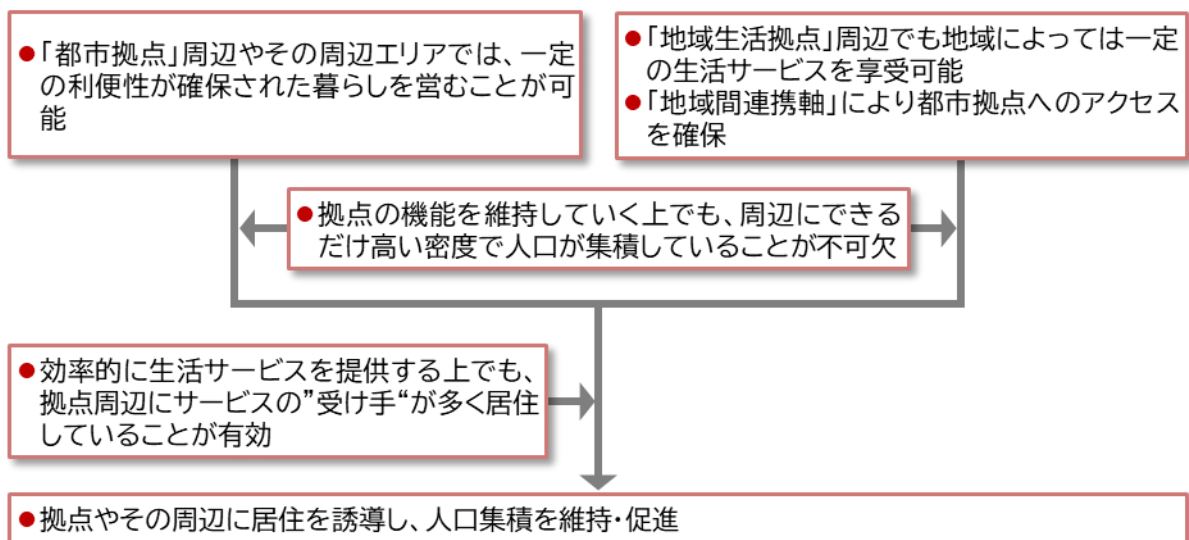 ●「都市拠点」周辺やその周辺エリアでは、一定
の利便性が確保された暮らしを営むことが可
能
●「地域生活拠点」周辺でも地域によっては一定
の生活サービスを享受可能
●「地域間連携軸」により都市拠点へのアクセス
を確保
●拠点の機能を維持していく上でも、周辺にできる
だけ高い密度で人口が集積していることが不可欠
●効率的に生活サービスを提供する上でも、
拠点周辺にサービスの”受け手“が多く居住
していることが有効
●拠点やその周辺に居住を誘導し、人口集積を維持・促進